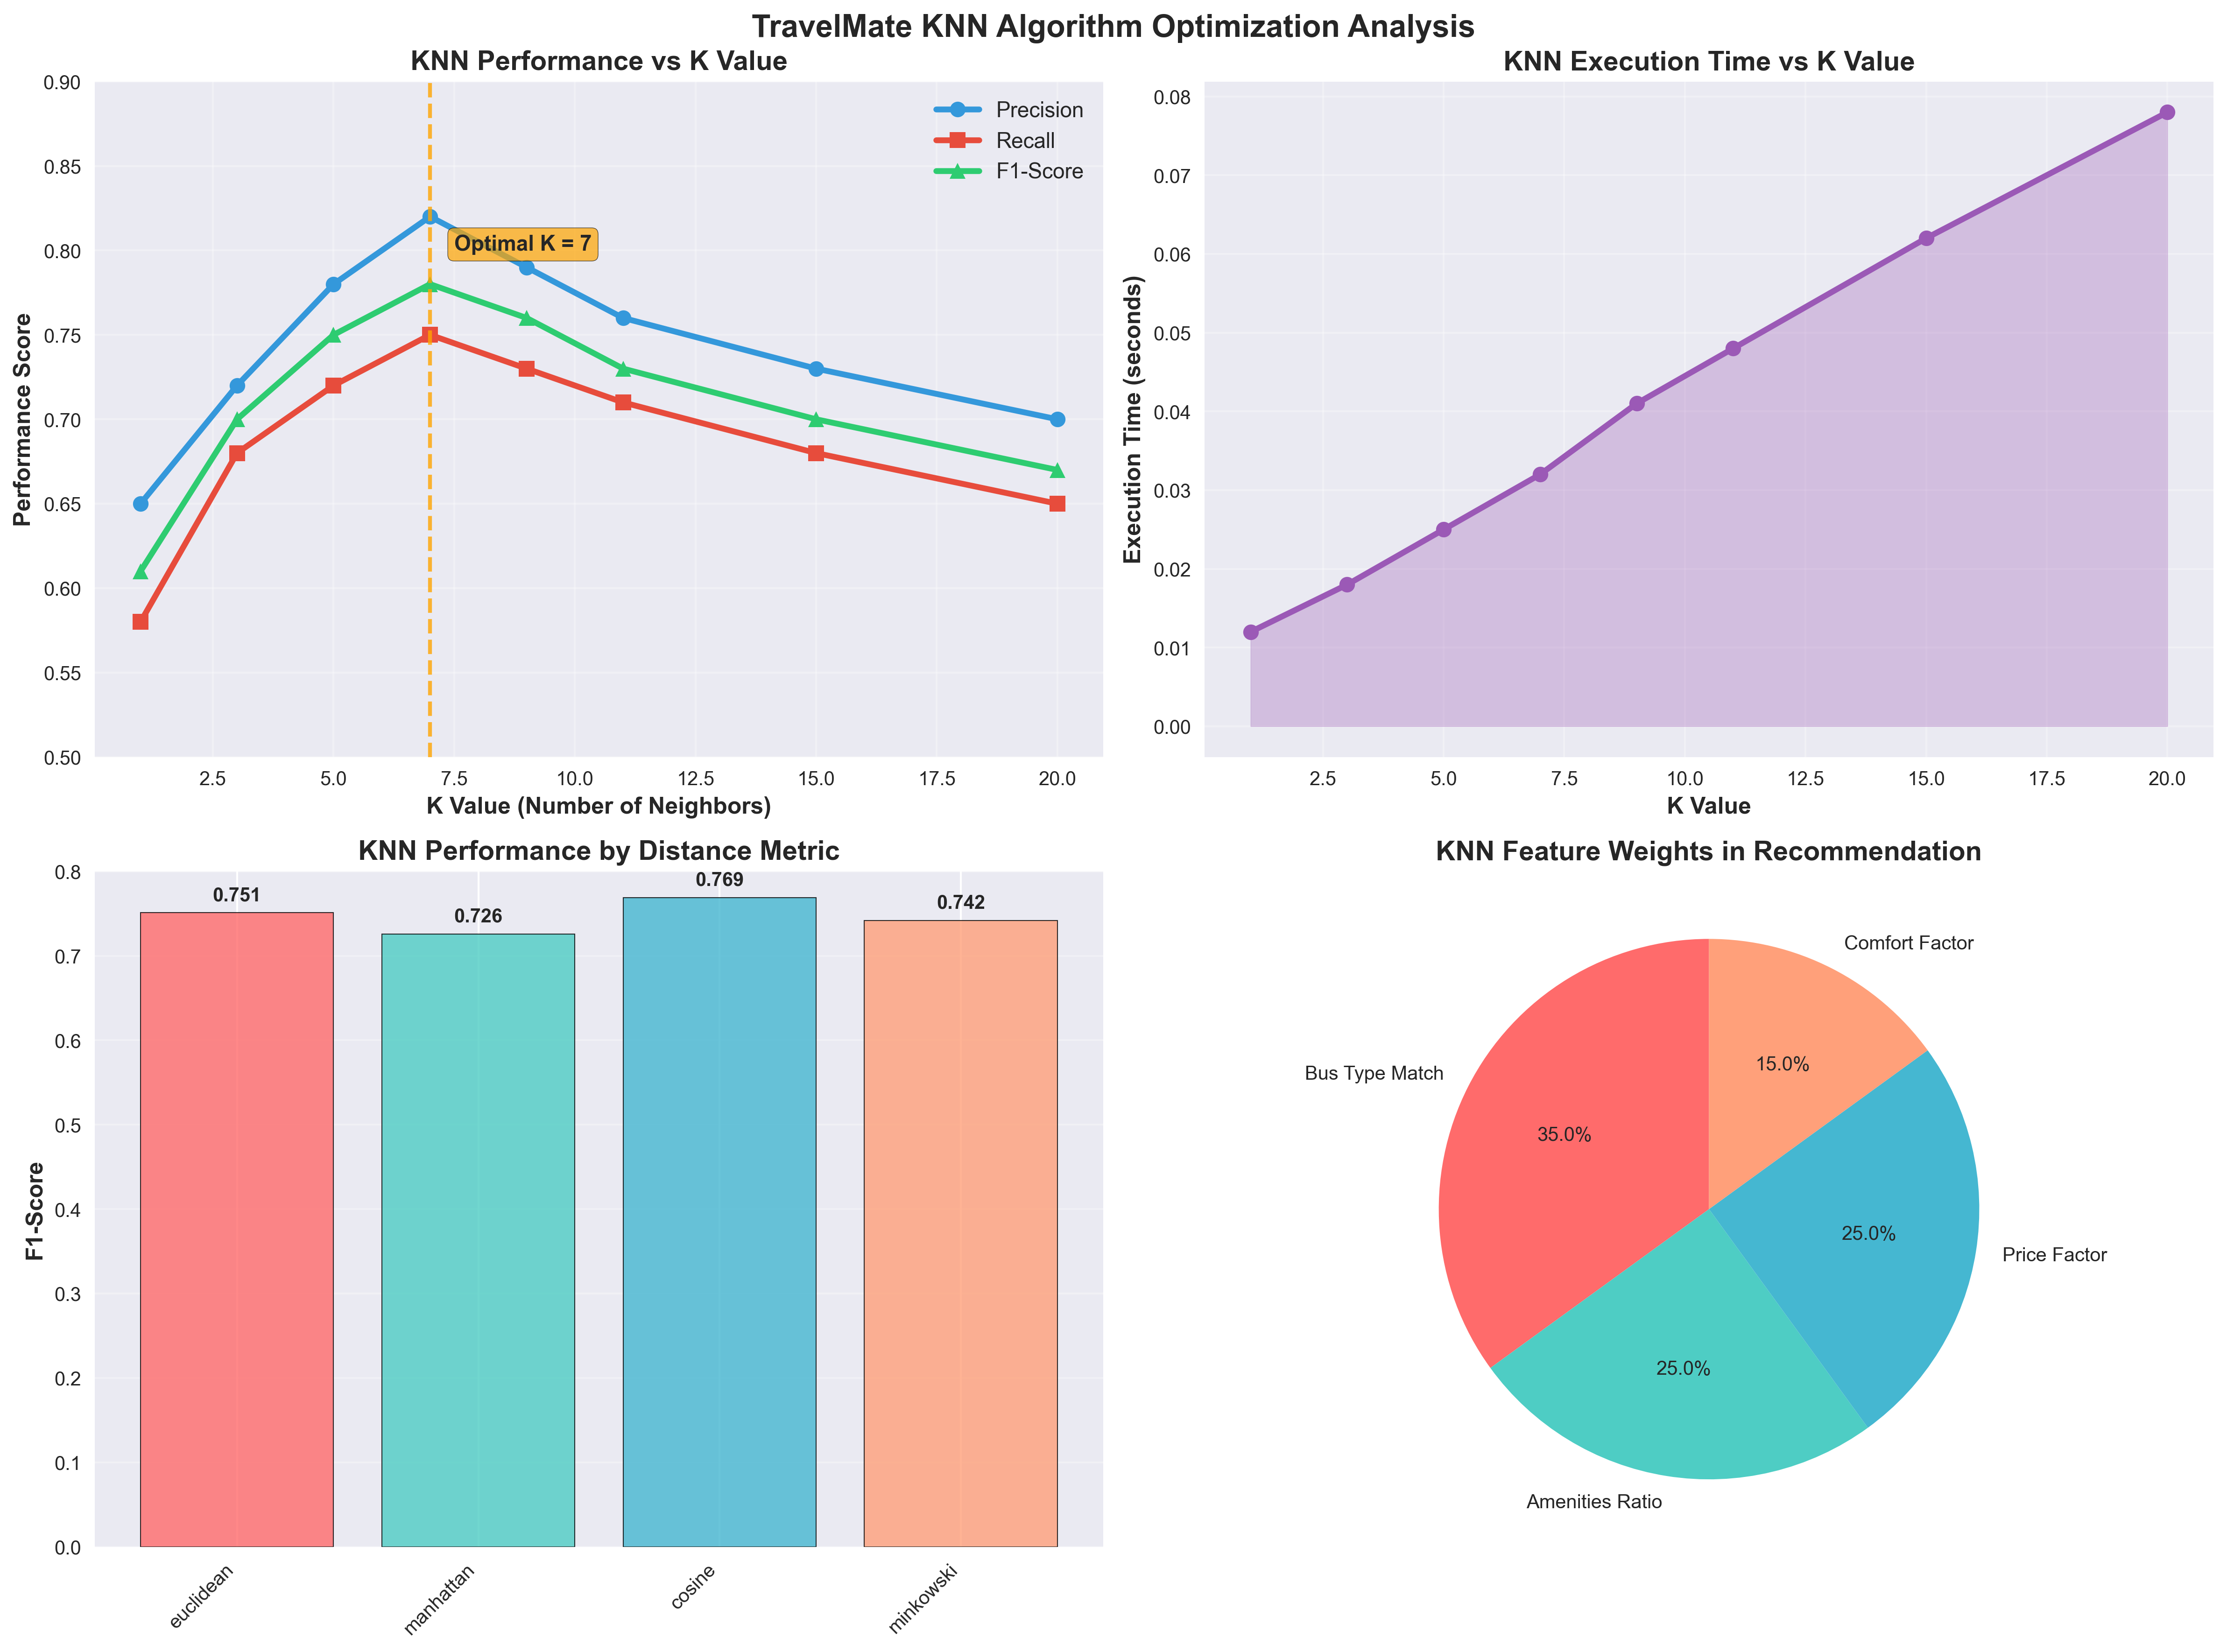 TravelMate KNN Algorithm Optimization Analysis
KNN Performance vs K Value
0.90
0.85
0.80
0.75
0.70
0.65
0.60
0.55
0.50
Performance Score
Precision
Recall
F1-Score
Optimal K = 7
2.5 5.0 7.5 10.0 12.5 15.0 17.5 20.0
K Value (Number of Neighbors)
KNN Execution Time vs K Value
0.08
0.07
0.06
0.05
0.04
0.03
0.02
0.01
0.00
Execution Time (seconds)
2.5 5.0 7.5 10.0 12.5 15.0 17.5 20.0
K Value
KNN Performance by Distance Metric
0.8
0.7
0.6
0.5
0.4
0.3
0.2
0.1
0.0
F1-Score
0.751
0.726
0.769
0.742
euclidean
manhattan
cosine
minkowski
KNN Feature Weights in Recommendation
Comfort Factor
15.0%
Bus Type Match
35.0%
25.0%
Price Factor
25.0%
Amenities Ratio